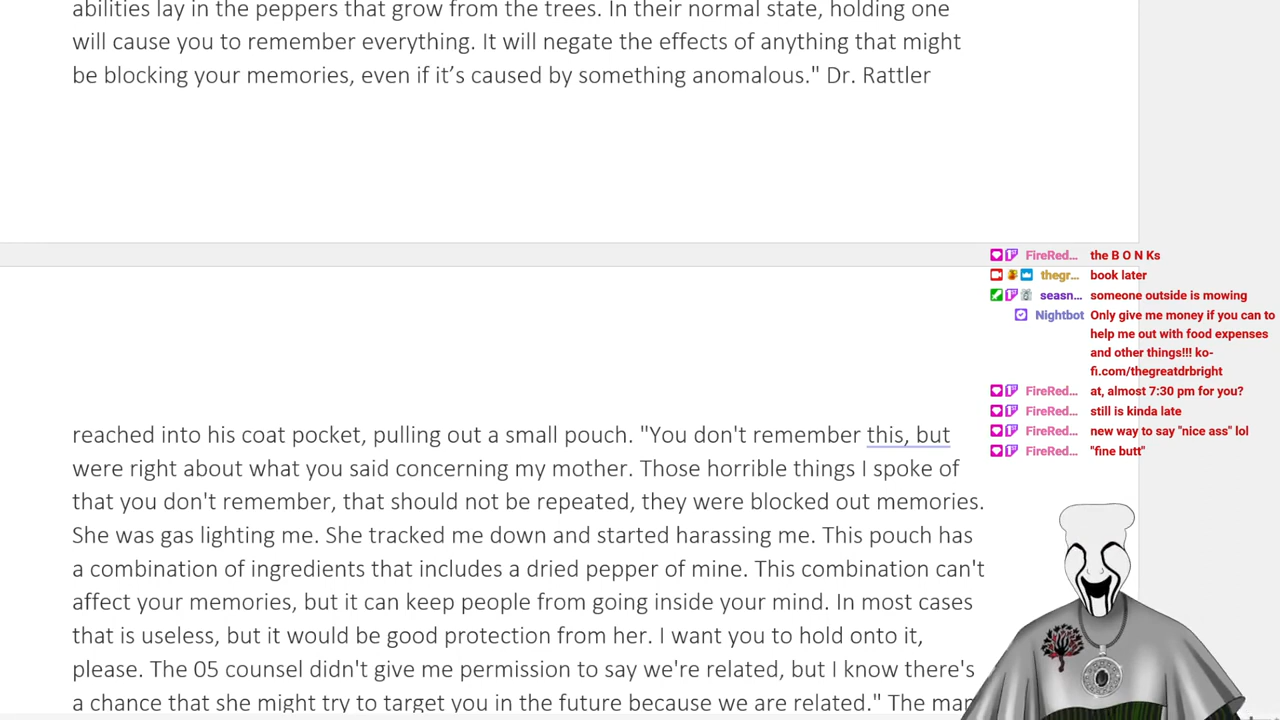 abilities lay in the peppers that grow from the trees. In their normal state, holding one
will cause you to remember everything. It will negate the effects of anything that might
be blocking your memories, even if it’s caused by something anomalous." Dr. Rattler
reached into his coat pocket, pulling out a small pouch. "You don't remember this, but
were right about what you said concerning my mother. Those horrible things I spoke of
that you don't remember, that should not be repeated, they were blocked out memories.
She was gas lighting me. She tracked me down and started harassing me. This pouch has
a combination of ingredients that includes a dried pepper of mine. This combination can't
affect your memories, but it can keep people from going inside your mind. In most cases
that is useless, but it would be good protection from her. I want you to hold onto it,
please. The 05 counsel didn't give me permission to say we're related, but I know there's
a chance that she might try to target you in the future because we are related." The man
FireRed... the B O N Ks
thegr... book later
seasn... someone outside is mowing
Nightbot Only give me money if you can to
help me out with food expenses
and other things!!! ko-
fi.com/thegreatdrbright
FireRed... at, almost 7:30 pm for you?
FireRed... still is kinda late
FireRed... new way to say "nice ass" lol
FireRed... "fine butt"